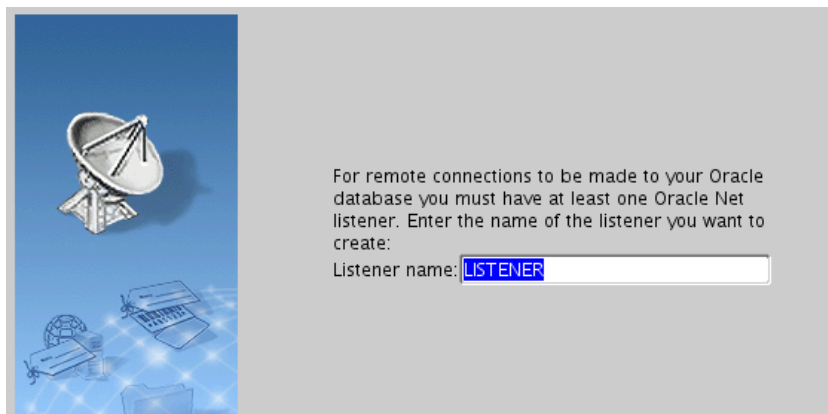 For remote connections to be made to your Oracle
database you must have at least one Oracle Net
listener. Enter the name of the listener you want to
create:
Listener name: LISTENER